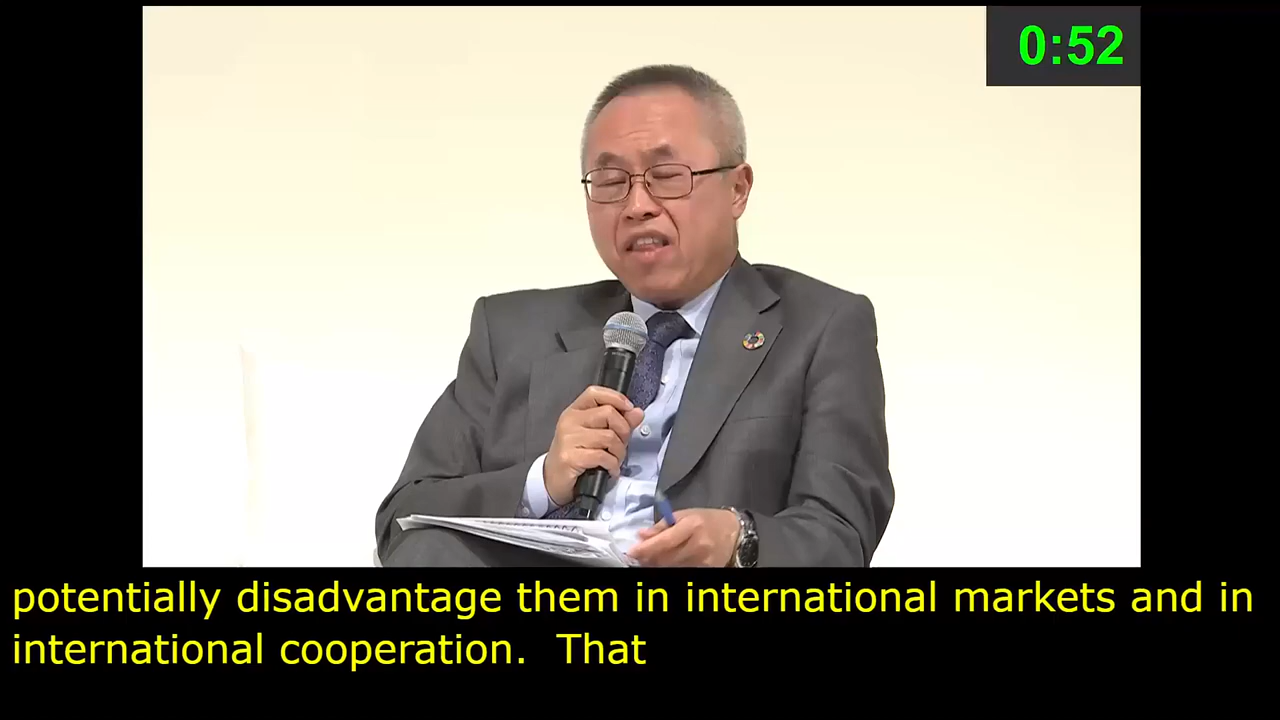 0:52
potentially disadvantage them in international markets and in
international cooperation.  That